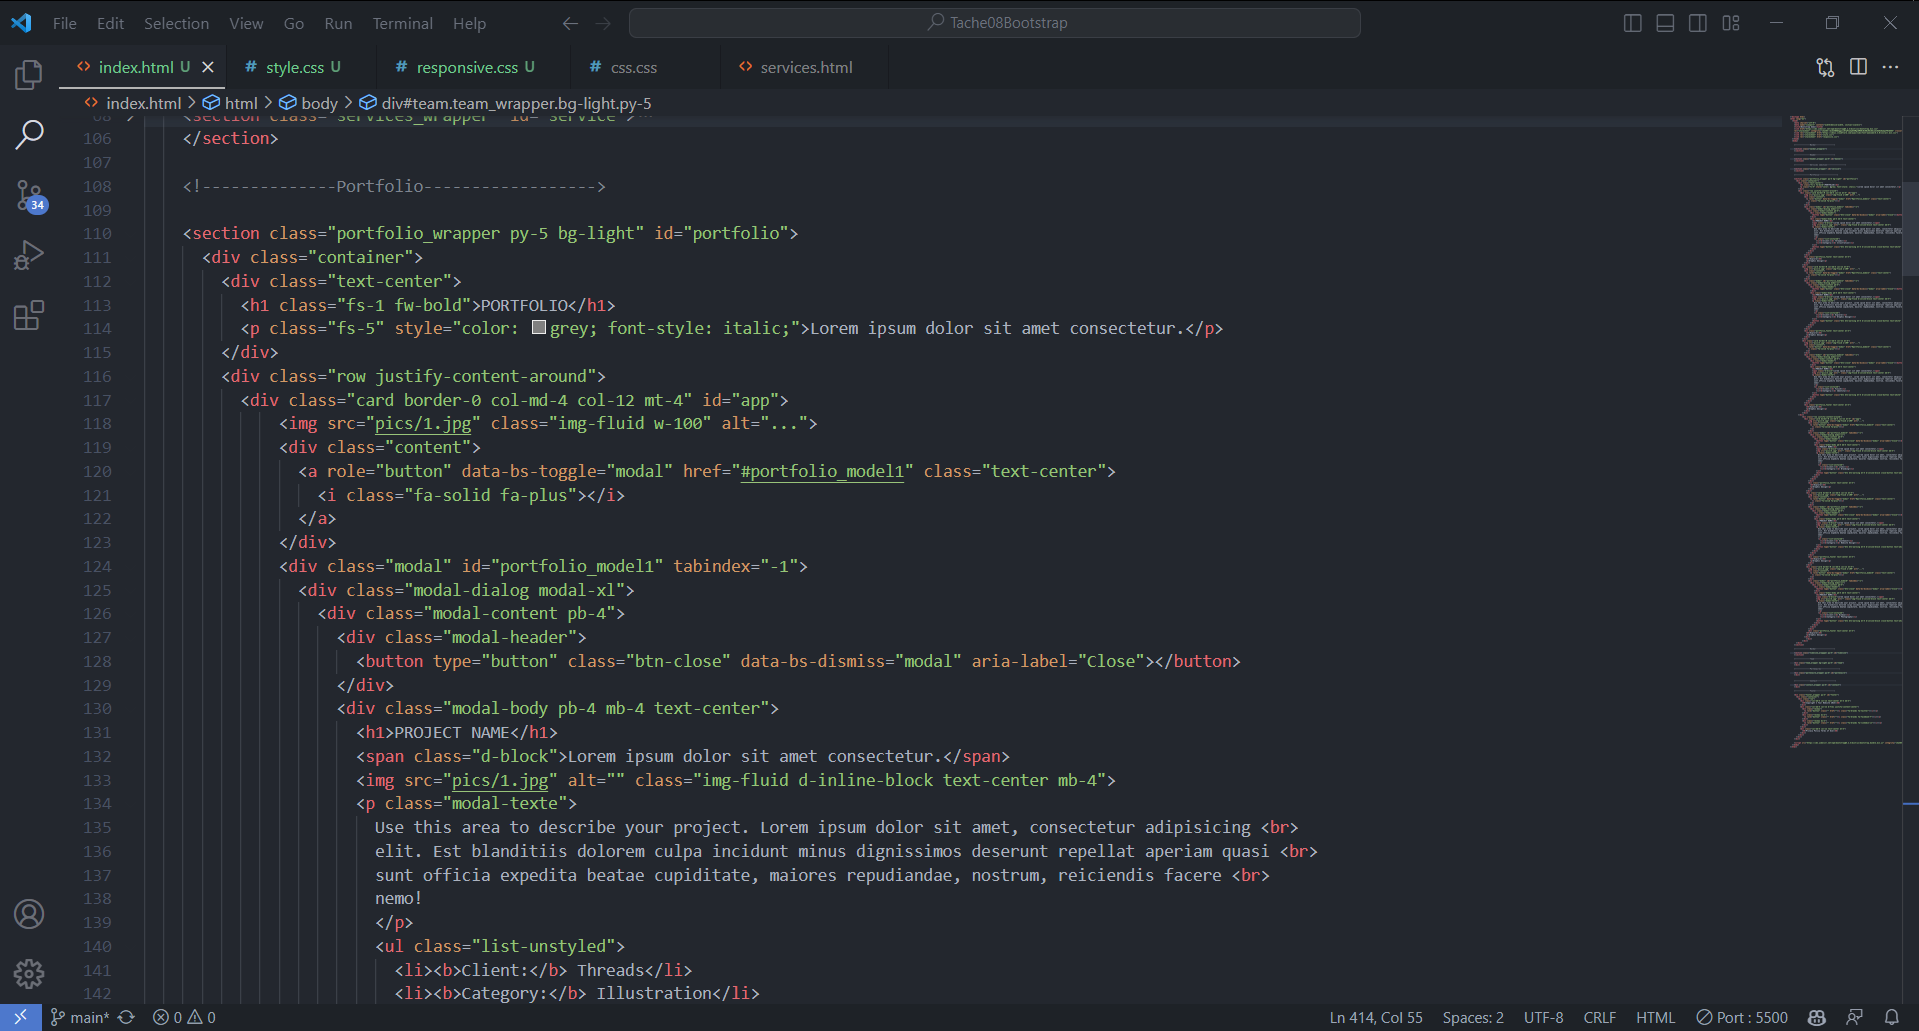 File Edit Selection View Go Run Terminal Help
Tache08Bootstrap
index.html U
style.css U
responsive.css U
css.css
services.html
index.html > html > body > div#team.team_wrapper.bg-light.py-5
68 <section class="services_wrapper" id="service">
106 </section>
107
108 <!--------------Portfolio------------------>
109
110 <section class="portfolio_wrapper py-5 bg-light" id="portfolio">
111 <div class="container">
112 <div class="text-center">
113 <h1 class="fs-1 fw-bold">PORTFOLIO</h1>
114 <p class="fs-5" style="color: grey; font-style: italic;">Lorem ipsum dolor sit amet consectetur.</p>
115 </div>
116 <div class="row justify-content-around">
117 <div class="card border-0 col-md-4 col-12 mt-4" id="app">
118 <img src="pics/1.jpg" class="img-fluid w-100" alt="...">
119 <div class="content">
120 <a role="button" data-bs-toggle="modal" href="#portfolio_model1" class="text-center">
121 <i class="fa-solid fa-plus"></i>
122 </a>
123 </div>
124 <div class="modal" id="portfolio_model1" tabindex="-1">
125 <div class="modal-dialog modal-xl">
126 <div class="modal-content pb-4">
127 <div class="modal-header">
128 <button type="button" class="btn-close" data-bs-dismiss="modal" aria-label="Close"></button>
129 </div>
130 <div class="modal-body pb-4 mb-4 text-center">
131 <h1>PROJECT NAME</h1>
132 <span class="d-block">Lorem ipsum dolor sit amet consectetur.</span>
133 <img src="pics/1.jpg" alt="" class="img-fluid d-inline-block text-center mb-4">
134 <p class="modal-texte">
135 Use this area to describe your project. Lorem ipsum dolor sit amet, consectetur adipisicing <br>
136 elit. Est blanditiis dolorem culpa incidunt minus dignissimos deserunt repellat aperiam quasi <br>
137 sunt officia expedita beatae cupiditate, maiores repudiandae, nostrum, reiciendis facere <br>
138 nemo!
139 </p>
140 <ul class="list-unstyled">
141 <li><b>Client:</b> Threads</li>
142 <li><b>Category:</b> Illustration</li>
34
main* 0 0
Ln 414, Col 55 Spaces: 2 UTF-8 CRLF HTML Port : 5500